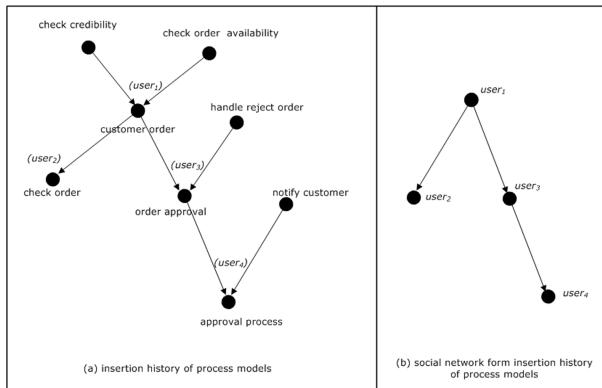 check credibility
check order availability
(user1)
handle reject order
customer order
(user2)
(user3)
check order
notify customer
order approval
(user4)
approval process
(a) insertion history of process models
user1
user2
user3
user4
(b) social network form insertion history
of process models